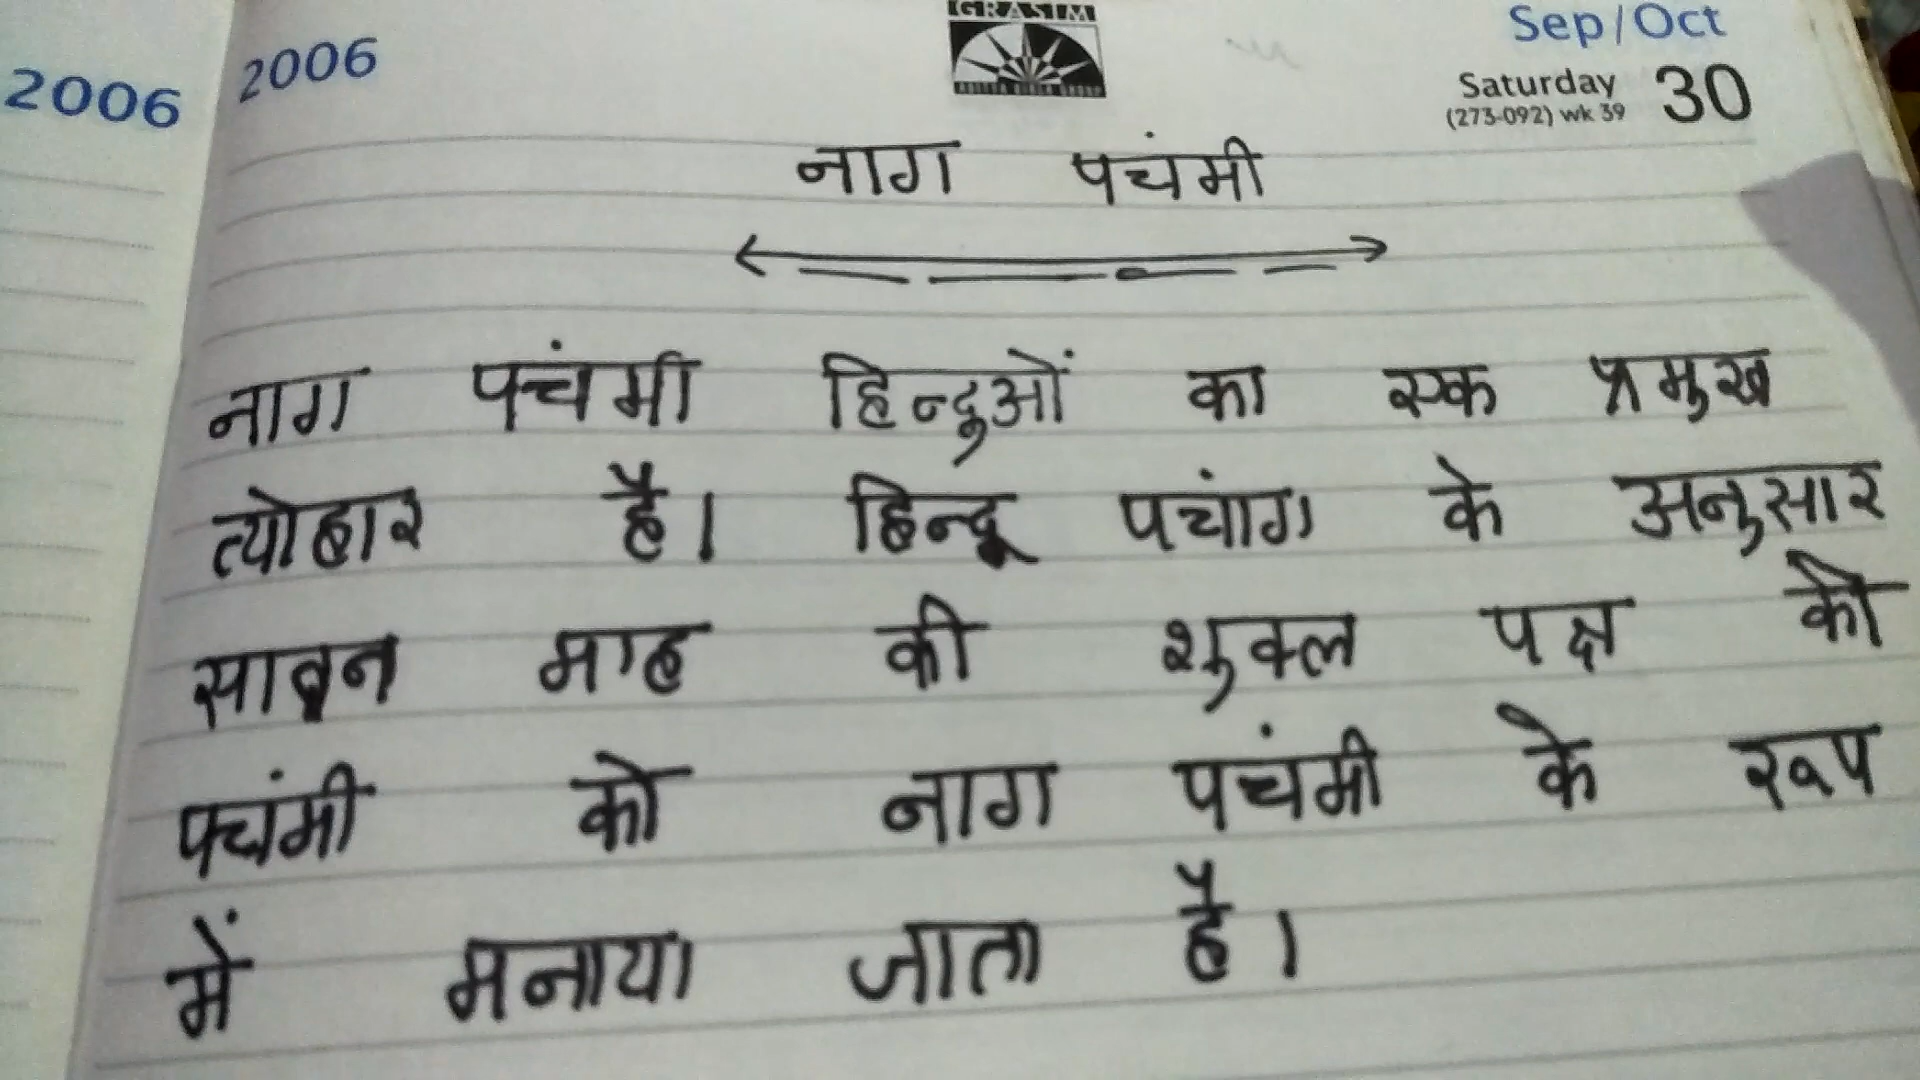 2006
2006
GRASIM
Sep/Oct
Saturday 30
(273-092) wk 39
नाग पचंमी
नाग पचंमी हिन्दुओं का एक प्रमुख
त्योहार है। हिन्दू पचांग के अनुसार
सावन माह की शुक्ल पक्ष की
पचंमी को नाग पचंमी के रूप
में मनाया जाता है।